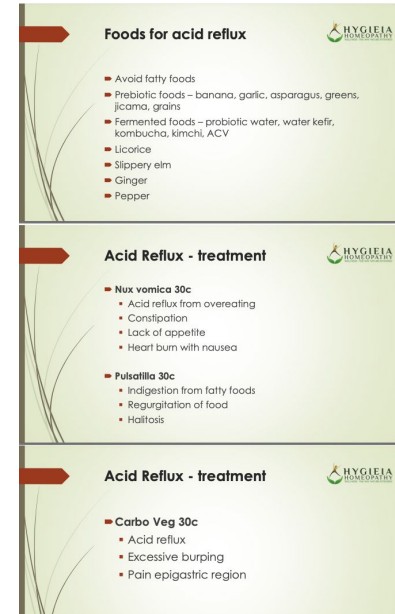 Foods for acid reflux
HYGIEIA
HOMEOPATHY
Avoid fatty foods
Prebiotic foods – banana, garlic, asparagus, greens,
jicama, grains
Fermented foods – probiotic water, water kefir,
kombucha, kimchi, ACV
Licorice
Slippery elm
Ginger
Pepper
Acid Reflux - treatment
HYGIEIA
HOMEOPATHY
Nux vomica 30c
Acid reflux from overeating
Constipation
Lack of appetite
Heart burn with nausea
Pulsatilla 30c
Indigestion from fatty foods
Regurgitation of food
Halitosis
Acid Reflux - treatment
HYGIEIA
HOMEOPATHY
Carbo Veg 30c
Acid reflux
Excessive burping
Pain epigastric region